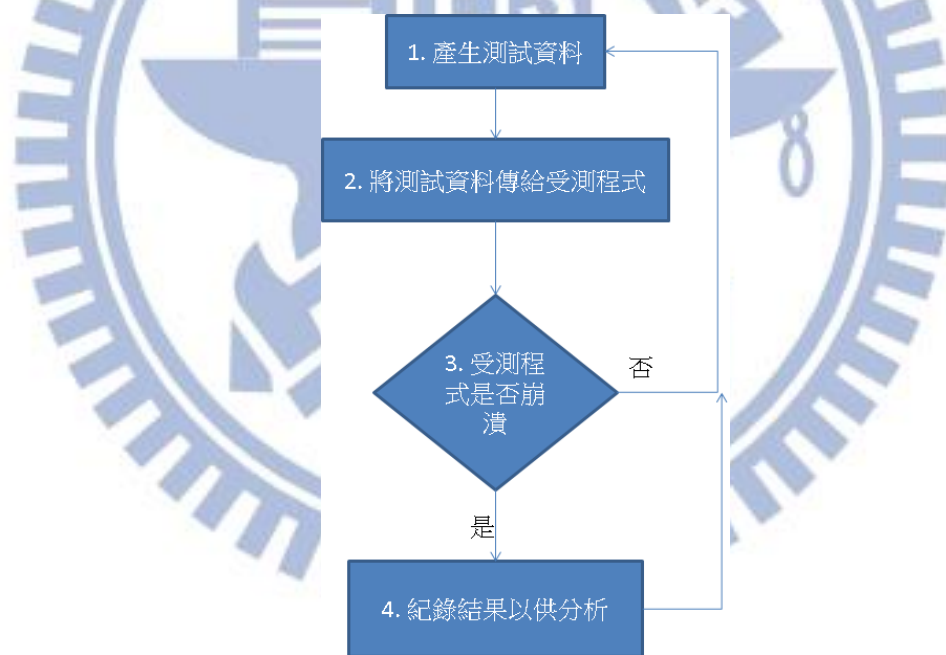 1. 產生測試資料
2. 將測試資料傳給受測程式
3. 受測程
式是否崩
潰
否
是
4. 紀錄結果以供分析